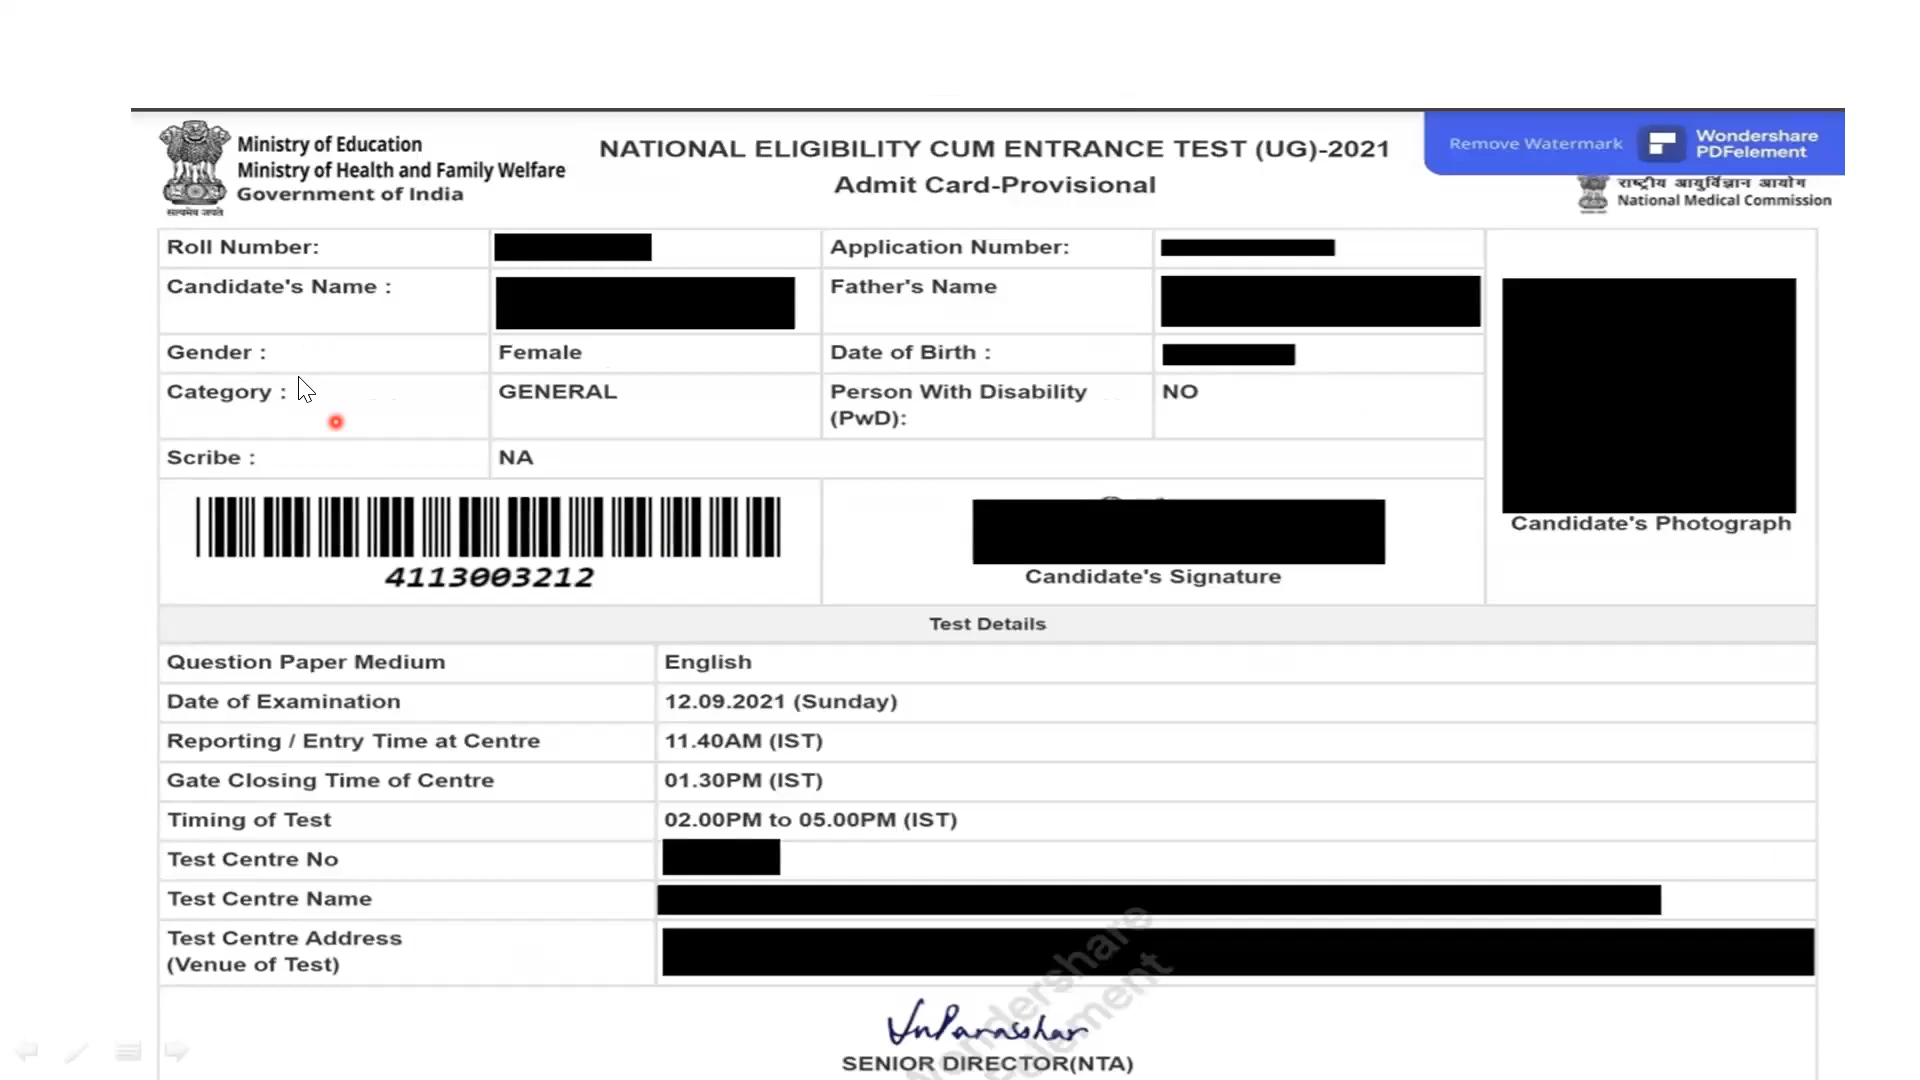 Ministry of Education
Ministry of Health and Family Welfare
Government of India
सत्यमेव जयते
NATIONAL ELIGIBILITY CUM ENTRANCE TEST (UG)-2021
Admit Card-Provisional
Remove Watermark
Wondershare
PDFelement
राष्ट्रीय आयुर्विज्ञान आयोग
National Medical Commission
Roll Number:
Application Number:
Candidate's Name :
Father's Name
Gender :
Female
Date of Birth :
Category :
GENERAL
Person With Disability
(PwD):
NO
Scribe :
NA
Candidate's Photograph
4113003212
Candidate's Signature
Test Details
Question Paper Medium
English
Date of Examination
12.09.2021 (Sunday)
Reporting / Entry Time at Centre
11.40AM (IST)
Gate Closing Time of Centre
01.30PM (IST)
Timing of Test
02.00PM to 05.00PM (IST)
Test Centre No
Test Centre Name
Test Centre Address
(Venue of Test)
Wondershare
SENIOR DIRECTOR(NTA)